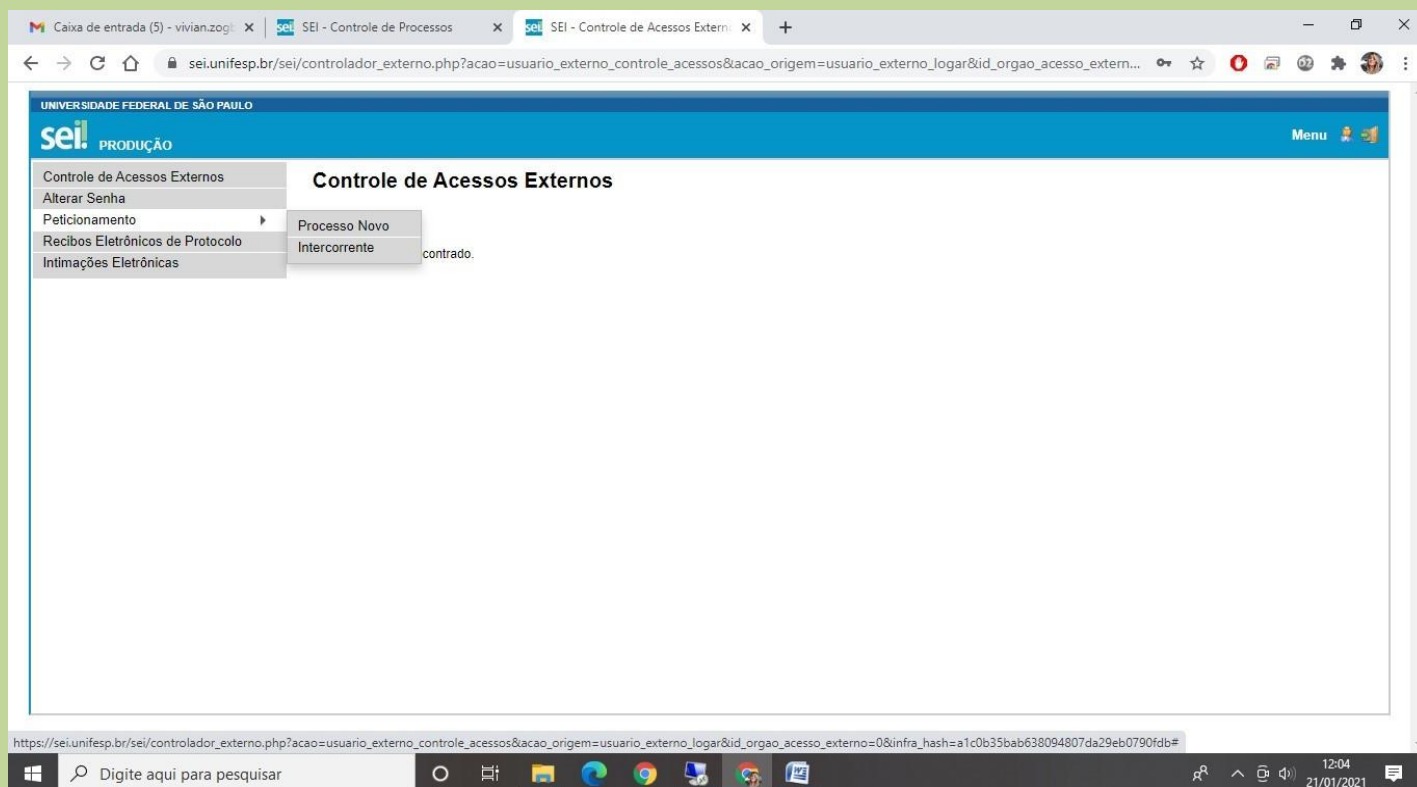 Caixa de entrada (5) - vivian.zogb
SEI - Controle de Processos
SEI - Controle de Acessos Extern
sei.unifesp.br/sei/controlador_externo.php?acao=usuario_externo_controle_acessos&acao_origem=usuario_externo_logar&id_orgao_acesso_extern...
UNIVERSIDADE FEDERAL DE SÃO PAULO
sei! PRODUÇÃO
Menu
Controle de Acessos Externos
Alterar Senha
Peticionamento
Recibos Eletrônicos de Protocolo
Intimações Eletrônicas
Processo Novo
Intercorrente
Controle de Acessos Externos
contrado.
https://sei.unifesp.br/sei/controlador_externo.php?acao=usuario_externo_controle_acessos&acao_origem=usuario_externo_logar&id_orgao_acesso_externo=0&infra_hash=a1c0b35bab638094807da29eb0790fdb#
Digite aqui para pesquisar
12:04
21/01/2021